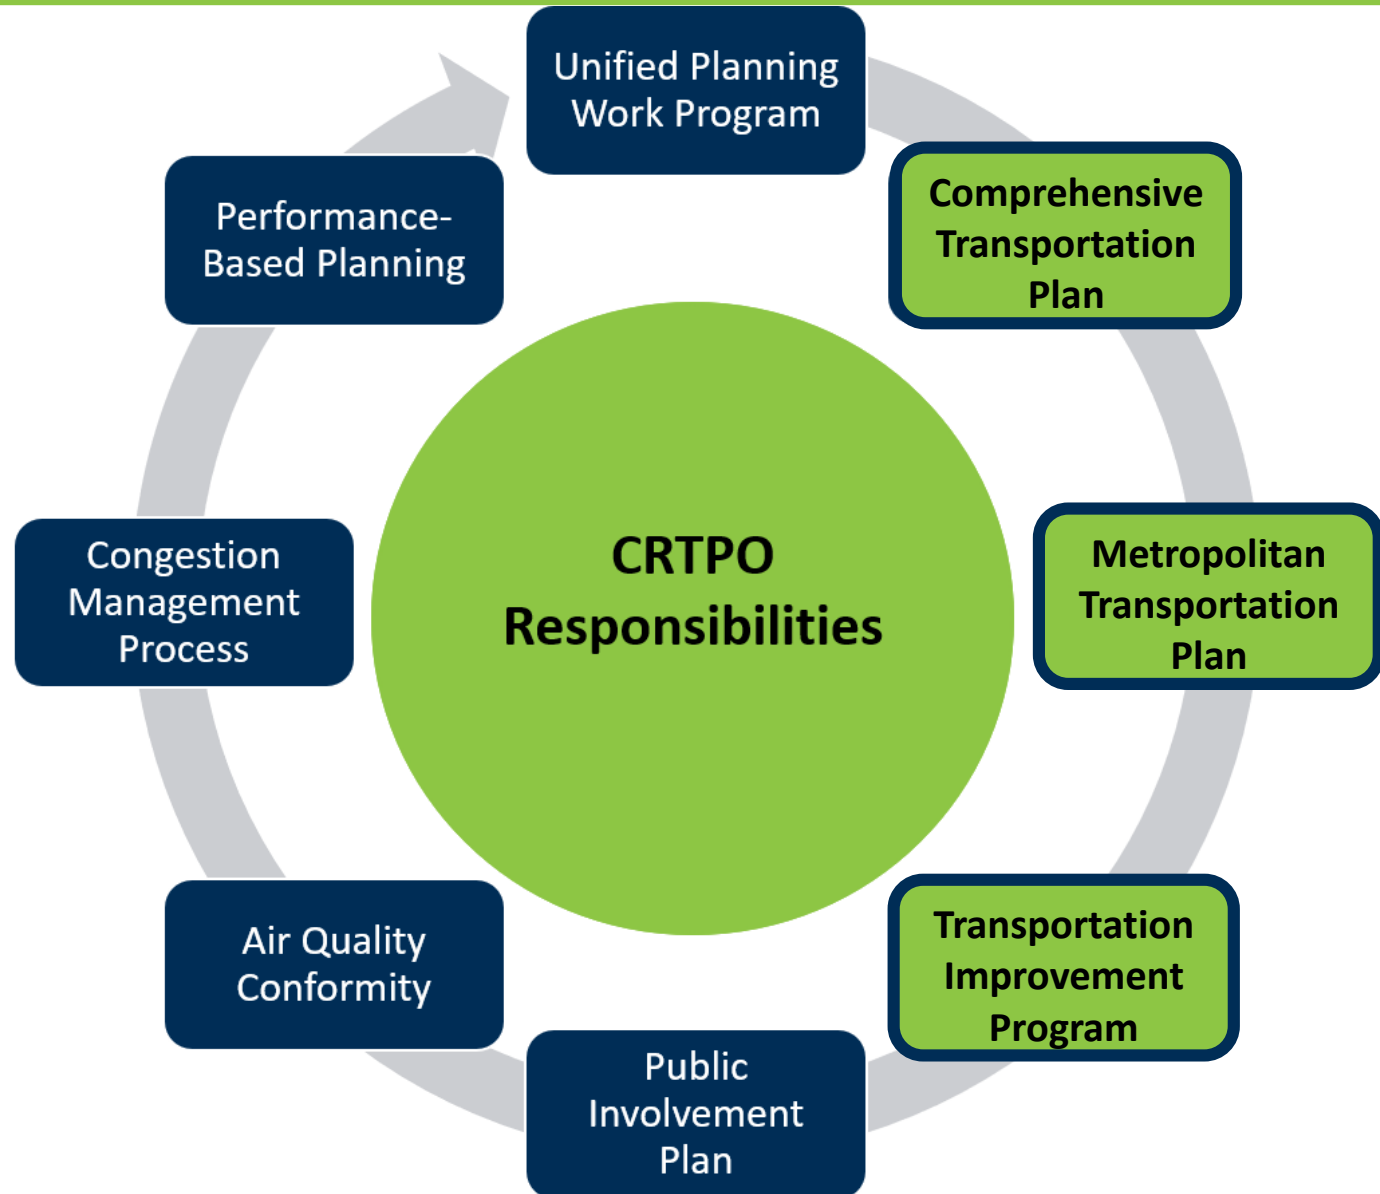 Unified Planning
Work Program
Comprehensive
Transportation
Plan
Metropolitan
Transportation
Plan
Transportation
Improvement
Program
Public
Involvement
Plan
Air Quality
Conformity
Congestion
Management
Process
Performance-
Based Planning
CRTPO
Responsibilities